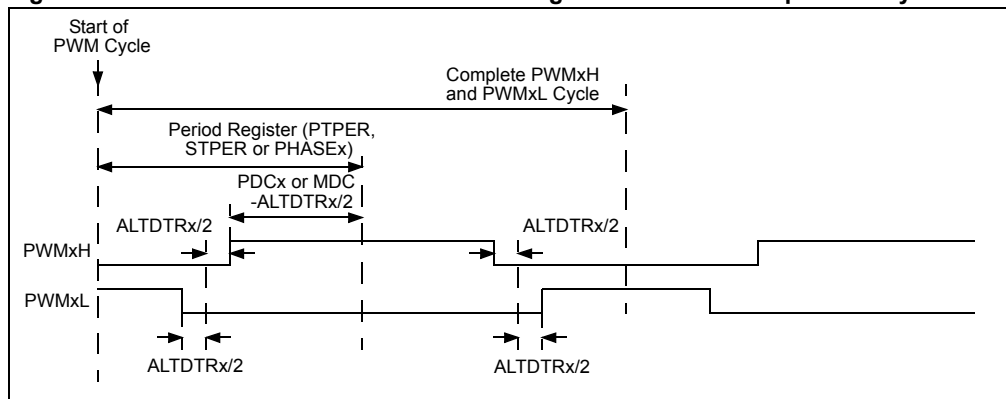 Start of
PWM Cycle
Complete PWMxH
and PWMxL Cycle
Period Register (PTPER,
STPER or PHASEx)
PDCx or MDC
-ALTDTRx/2
ALTDTRx/2
ALTDTRx/2
PWMxH
PWMxL
ALTDTRx/2
ALTDTRx/2